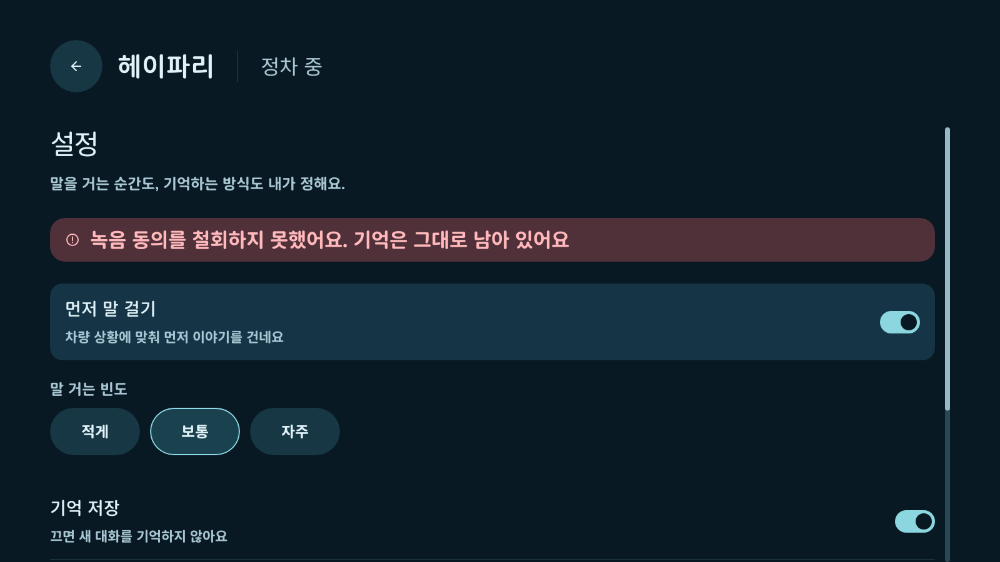 헤이파리
정차 중
설정
말을 거는 순간도, 기억하는 방식도 내가 정해요.
녹음 동의를 철회하지 못했어요. 기억은 그대로 남아 있어요
먼저 말 걸기
차량 상황에 맞춰 먼저 이야기를 건네요
말 거는 빈도
적게
보통
자주
기억 저장
끄면 새 대화를 기억하지 않아요